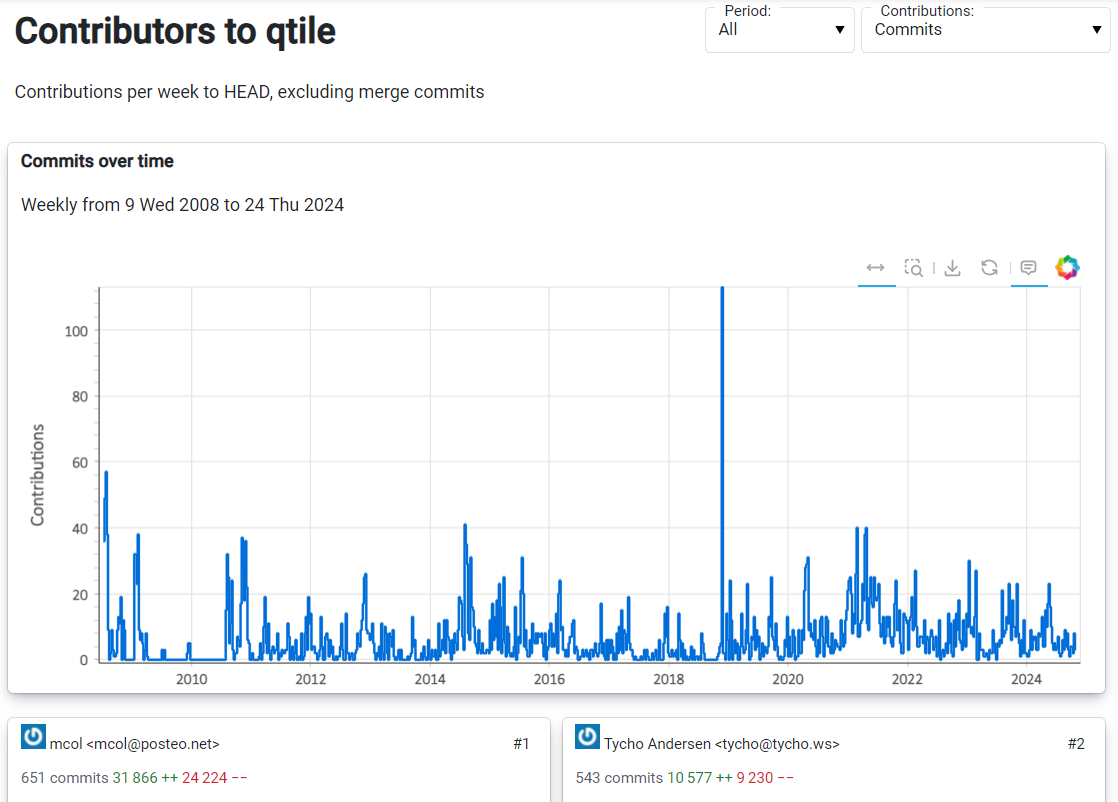 Contributors to qtile
Period:
All
Contributions:
Commits
Contributions per week to HEAD, excluding merge commits
Commits over time
Weekly from 9 Wed 2008 to 24 Thu 2024
Contributions
100
80
60
40
20
0
2010 2012 2014 2016 2018 2020 2022 2024
mcol <mcol@posteo.net> #1
651 commits 31 866 ++ 24 224 −−
Tycho Andersen <tycho@tycho.ws> #2
543 commits 10 577 ++ 9 230 −−